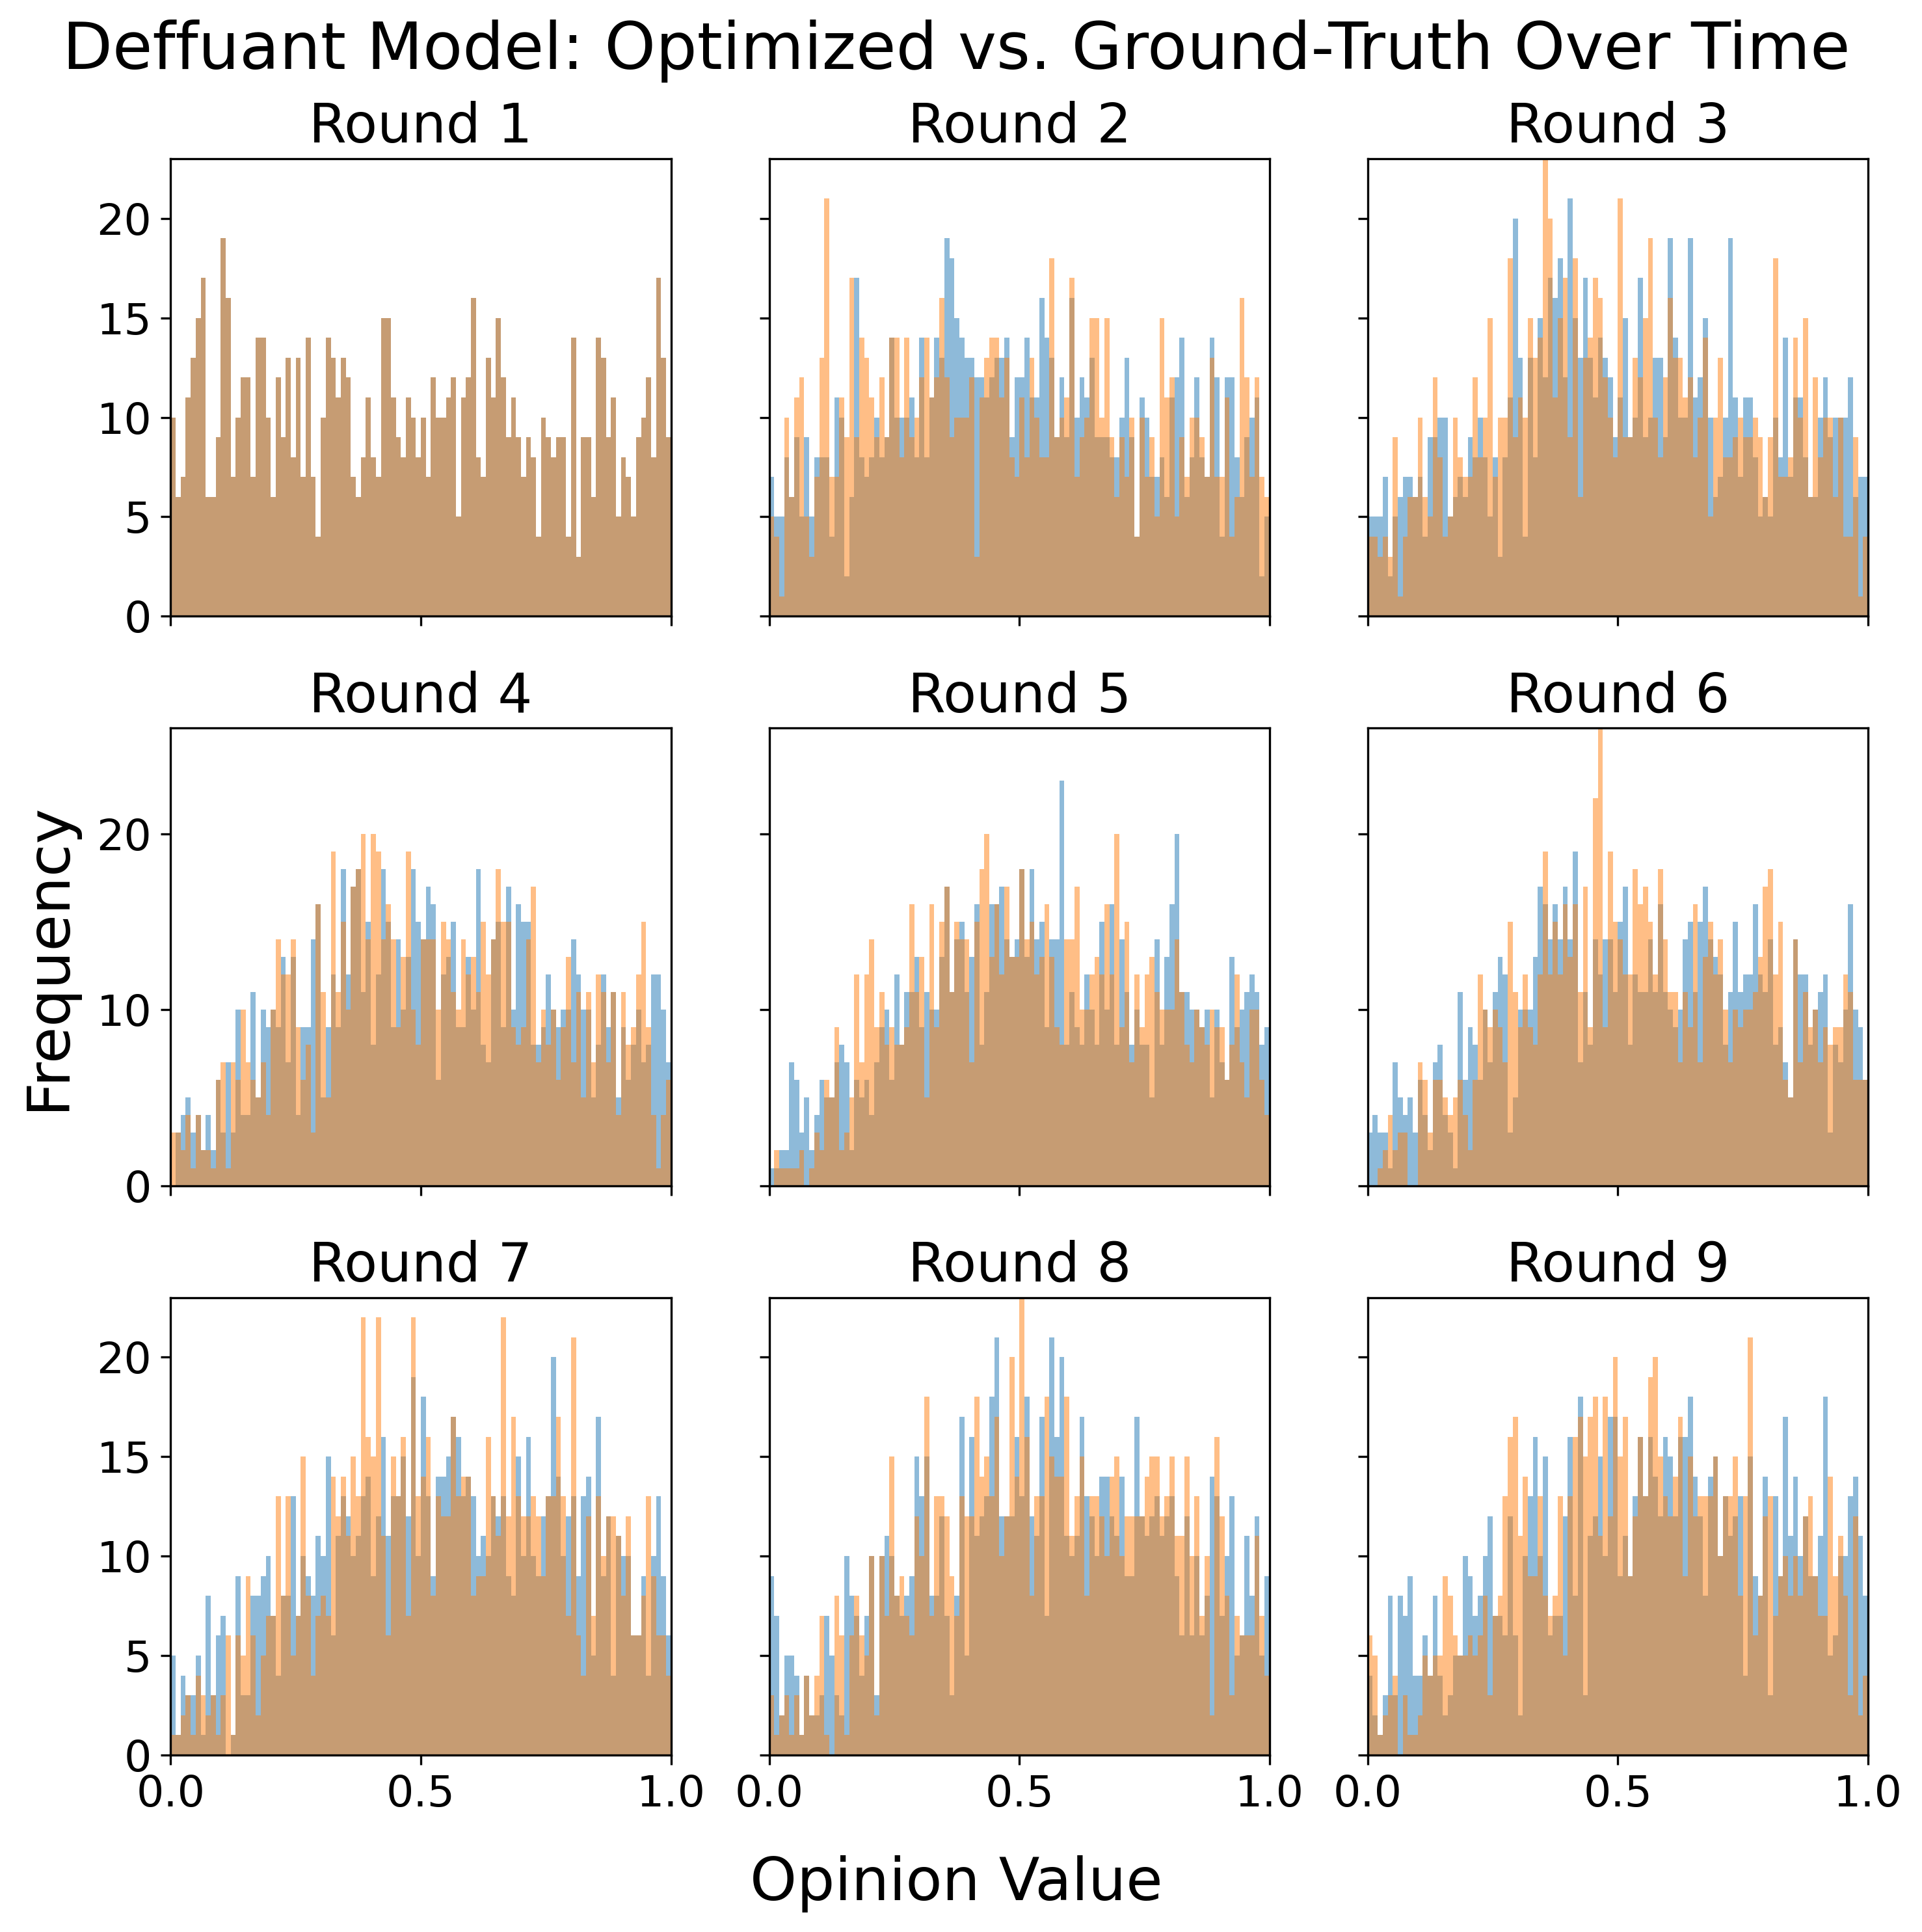 Deffuant Model: Optimized vs. Ground-Truth Over Time
Round 1
Round 2
Round 3
20
15
10
5
0
Round 4
Round 5
Round 6
Frequency
20
10
0
Round 7
Round 8
Round 9
20
15
10
5
0
0.0
0.5
1.0
0.0
0.5
1.0
0.0
0.5
1.0
Opinion Value